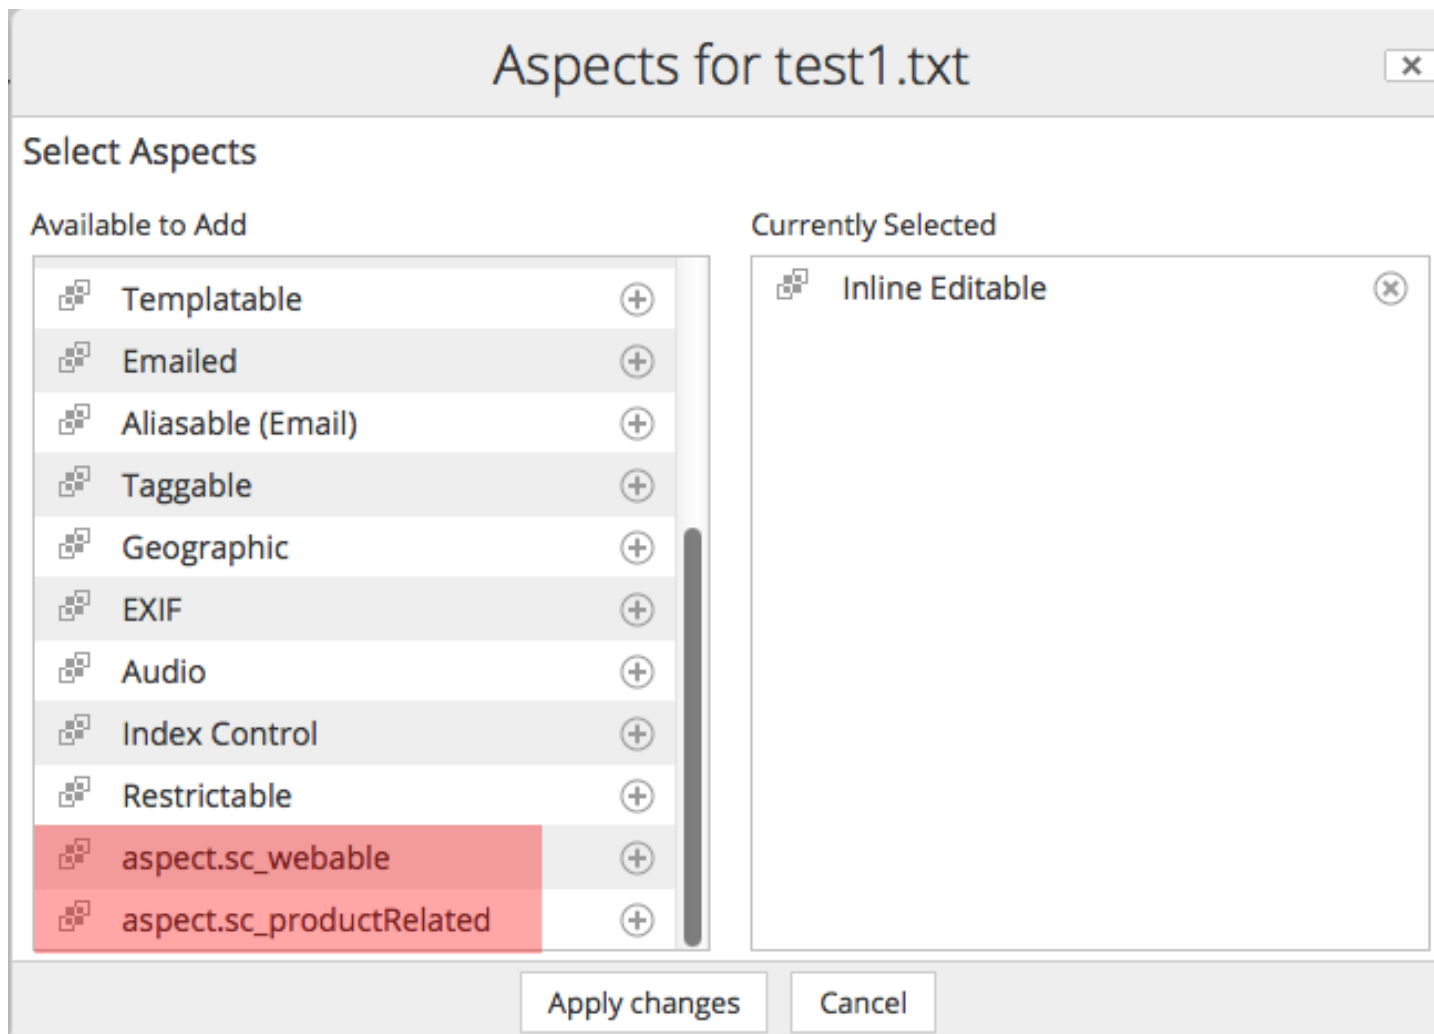 Aspects for test1.txt
Select Aspects
Available to Add
Currently Selected
Templatable
Emailed
Aliasable (Email)
Taggable
Geographic
EXIF
Audio
Index Control
Restrictable
aspect.sc_webable
aspect.sc_productRelated
Inline Editable
Apply changes
Cancel